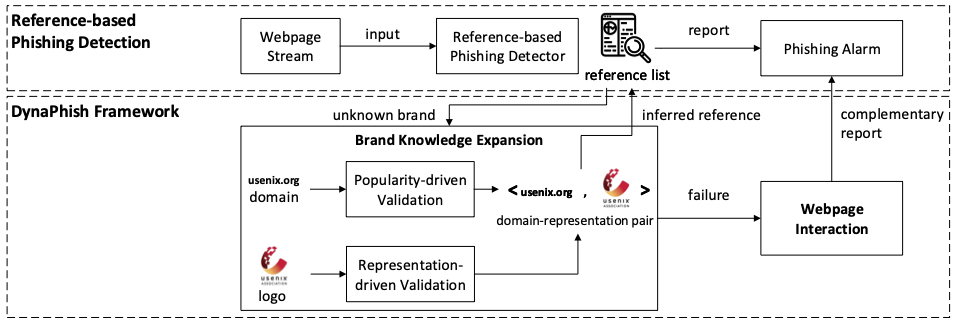 Reference-based
Phishing Detection
Webpage
Stream
input
Reference-based
Phishing Detector
reference list
report
Phishing Alarm
DynaPhish Framework
unknown brand
inferred reference
complementary
report
Brand Knowledge Expansion
usenix.org
domain
Popularity-driven
Validation
< usenix.org , >
USENIX
ASSOCIATION
domain-representation pair
failure
Webpage
Interaction
USENIX
ASSOCIATION
logo
Representation-
driven Validation